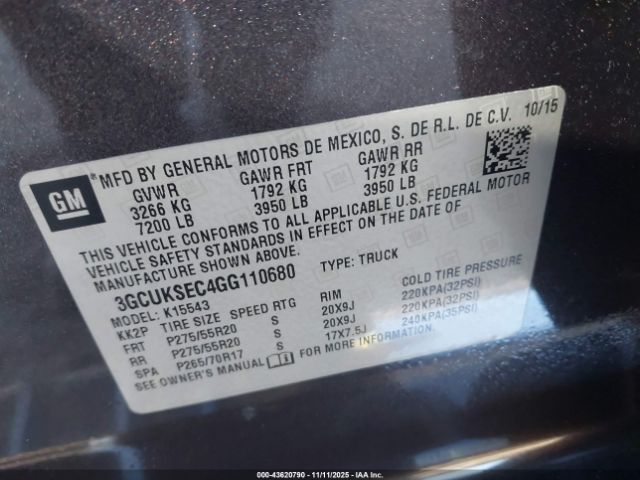 GM
MFD BY GENERAL MOTORS DE MEXICO, S. DE R.L. DE C.V. 10/15
GVWR GAWR FRT GAWR RR
3266 KG 1792 KG 1792 KG
7200 LB 3950 LB 3950 LB
THIS VEHICLE CONFORMS TO ALL APPLICABLE U.S. FEDERAL MOTOR
VEHICLE SAFETY STANDARDS IN EFFECT ON THE DATE OF
MANUFACTURE SHOWN ABOVE.
3GCUKSEC4GG110680 TYPE: TRUCK
MODEL: K15543
KK2P TIRE SIZE SPEED RTG RIM COLD TIRE PRESSURE
FRT P275/55R20 S 20X9J 220KPA(32PSI)
RR P275/55R20 S 20X9J 220KPA(32PSI)
SPA P265/70R17 S 17X7.5J 240KPA(35PSI)
SEE OWNER'S MANUAL FOR MORE INFORMATION.
000-43620790 - 11/11/2025 - IAAI.COM